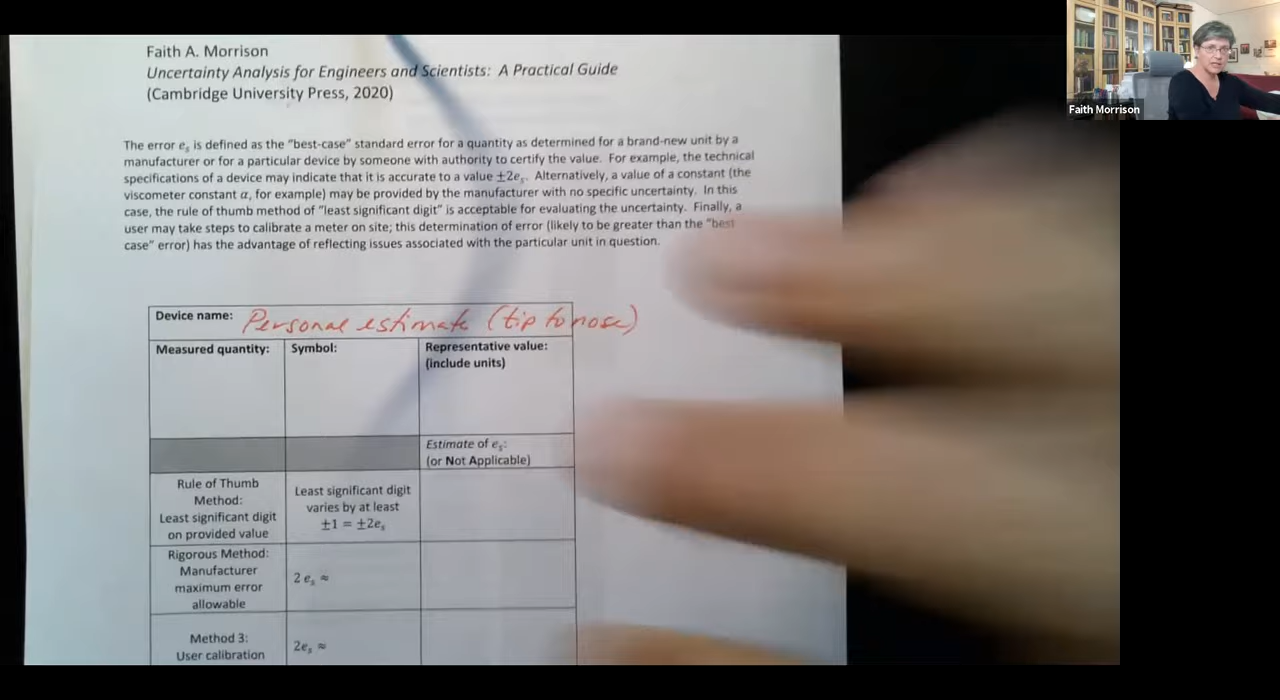 Faith A. Morrison
Uncertainty Analysis for Engineers and Scientists: A Practical Guide
(Cambridge University Press, 2020)
Faith Morrison
The error eₛ is defined as the "best-case" standard error for a quantity as determined for a brand-new unit by a
manufacturer or for a particular device by someone with authority to certify the value. For example, the technical
specifications of a device may indicate that it is accurate to a value ±2eₛ. Alternatively, a value of a constant (the
viscometer constant α, for example) may be provided by the manufacturer with no specific uncertainty. In this
case, the rule of thumb method of "least significant digit" is acceptable for evaluating the uncertainty. Finally, a
user may take steps to calibrate a meter on site; this determination of error (likely to be greater than the "best
case" error) has the advantage of reflecting issues associated with the particular unit in question.
Device name: Personal estimate (tip to nose)
Measured quantity:
Symbol:
Representative value:
(include units)
Estimate of eₛ:
(or Not Applicable)
Rule of Thumb
Method:
Least significant digit
on provided value
Least significant digit
varies by at least
±1 = ±2eₛ
Rigorous Method:
Manufacturer
maximum error
allowable
2 eₛ ≈
Method 3:
User calibration
2eₛ ≈